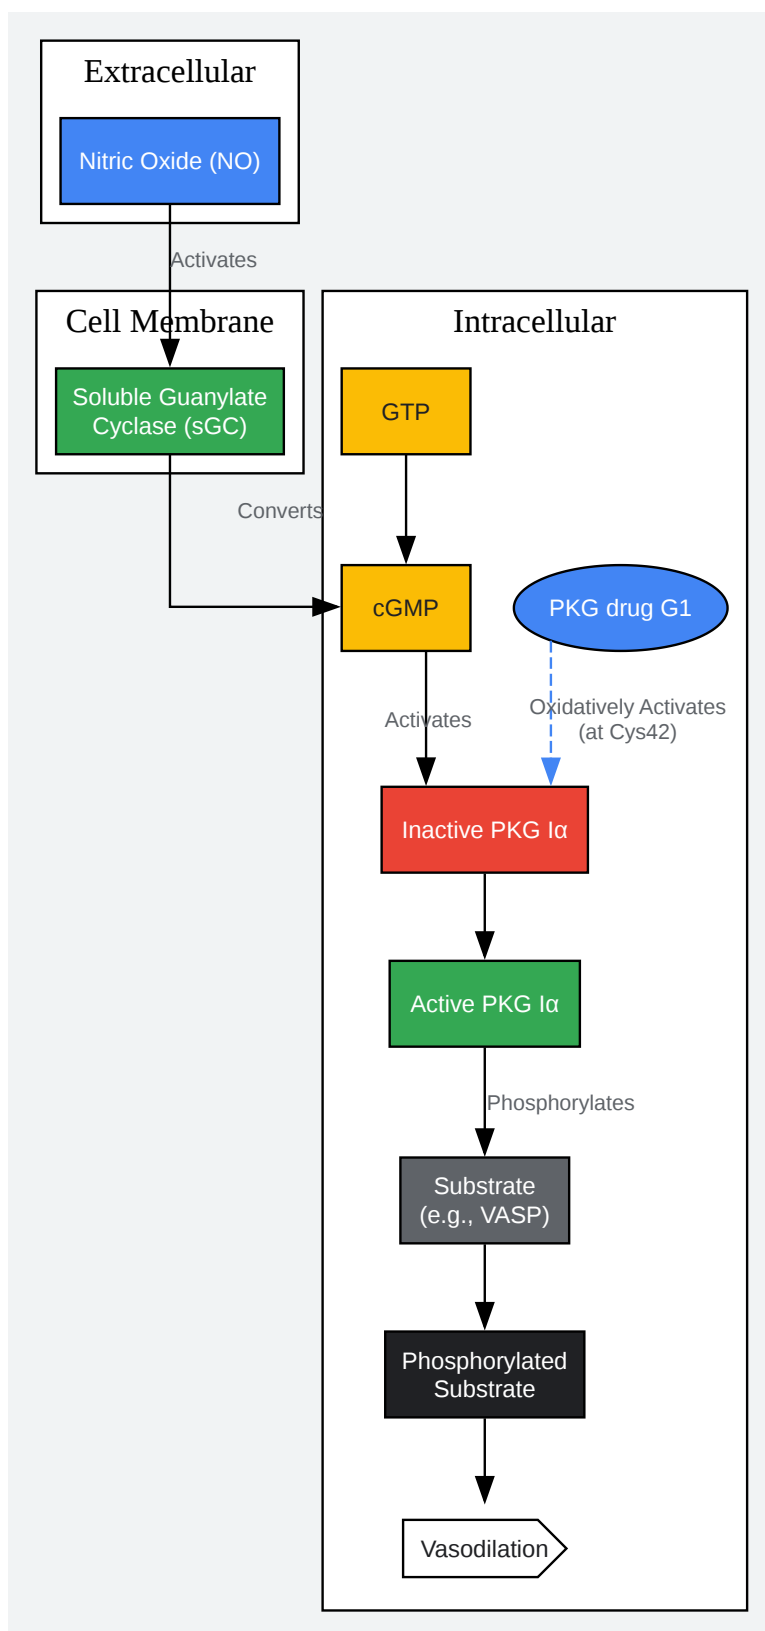 Extracellular
Nitric Oxide (NO)
Activates
Cell Membrane
Soluble Guanylate
Cyclase (sGC)
Converts
Intracellular
GTP
cGMP
PKG drug G1
Activates
Oxidatively Activates
(at Cys42)
Inactive PKG Iα
Active PKG Iα
Phosphorylates
Substrate
(e.g., VASP)
Phosphorylated
Substrate
Vasodilation